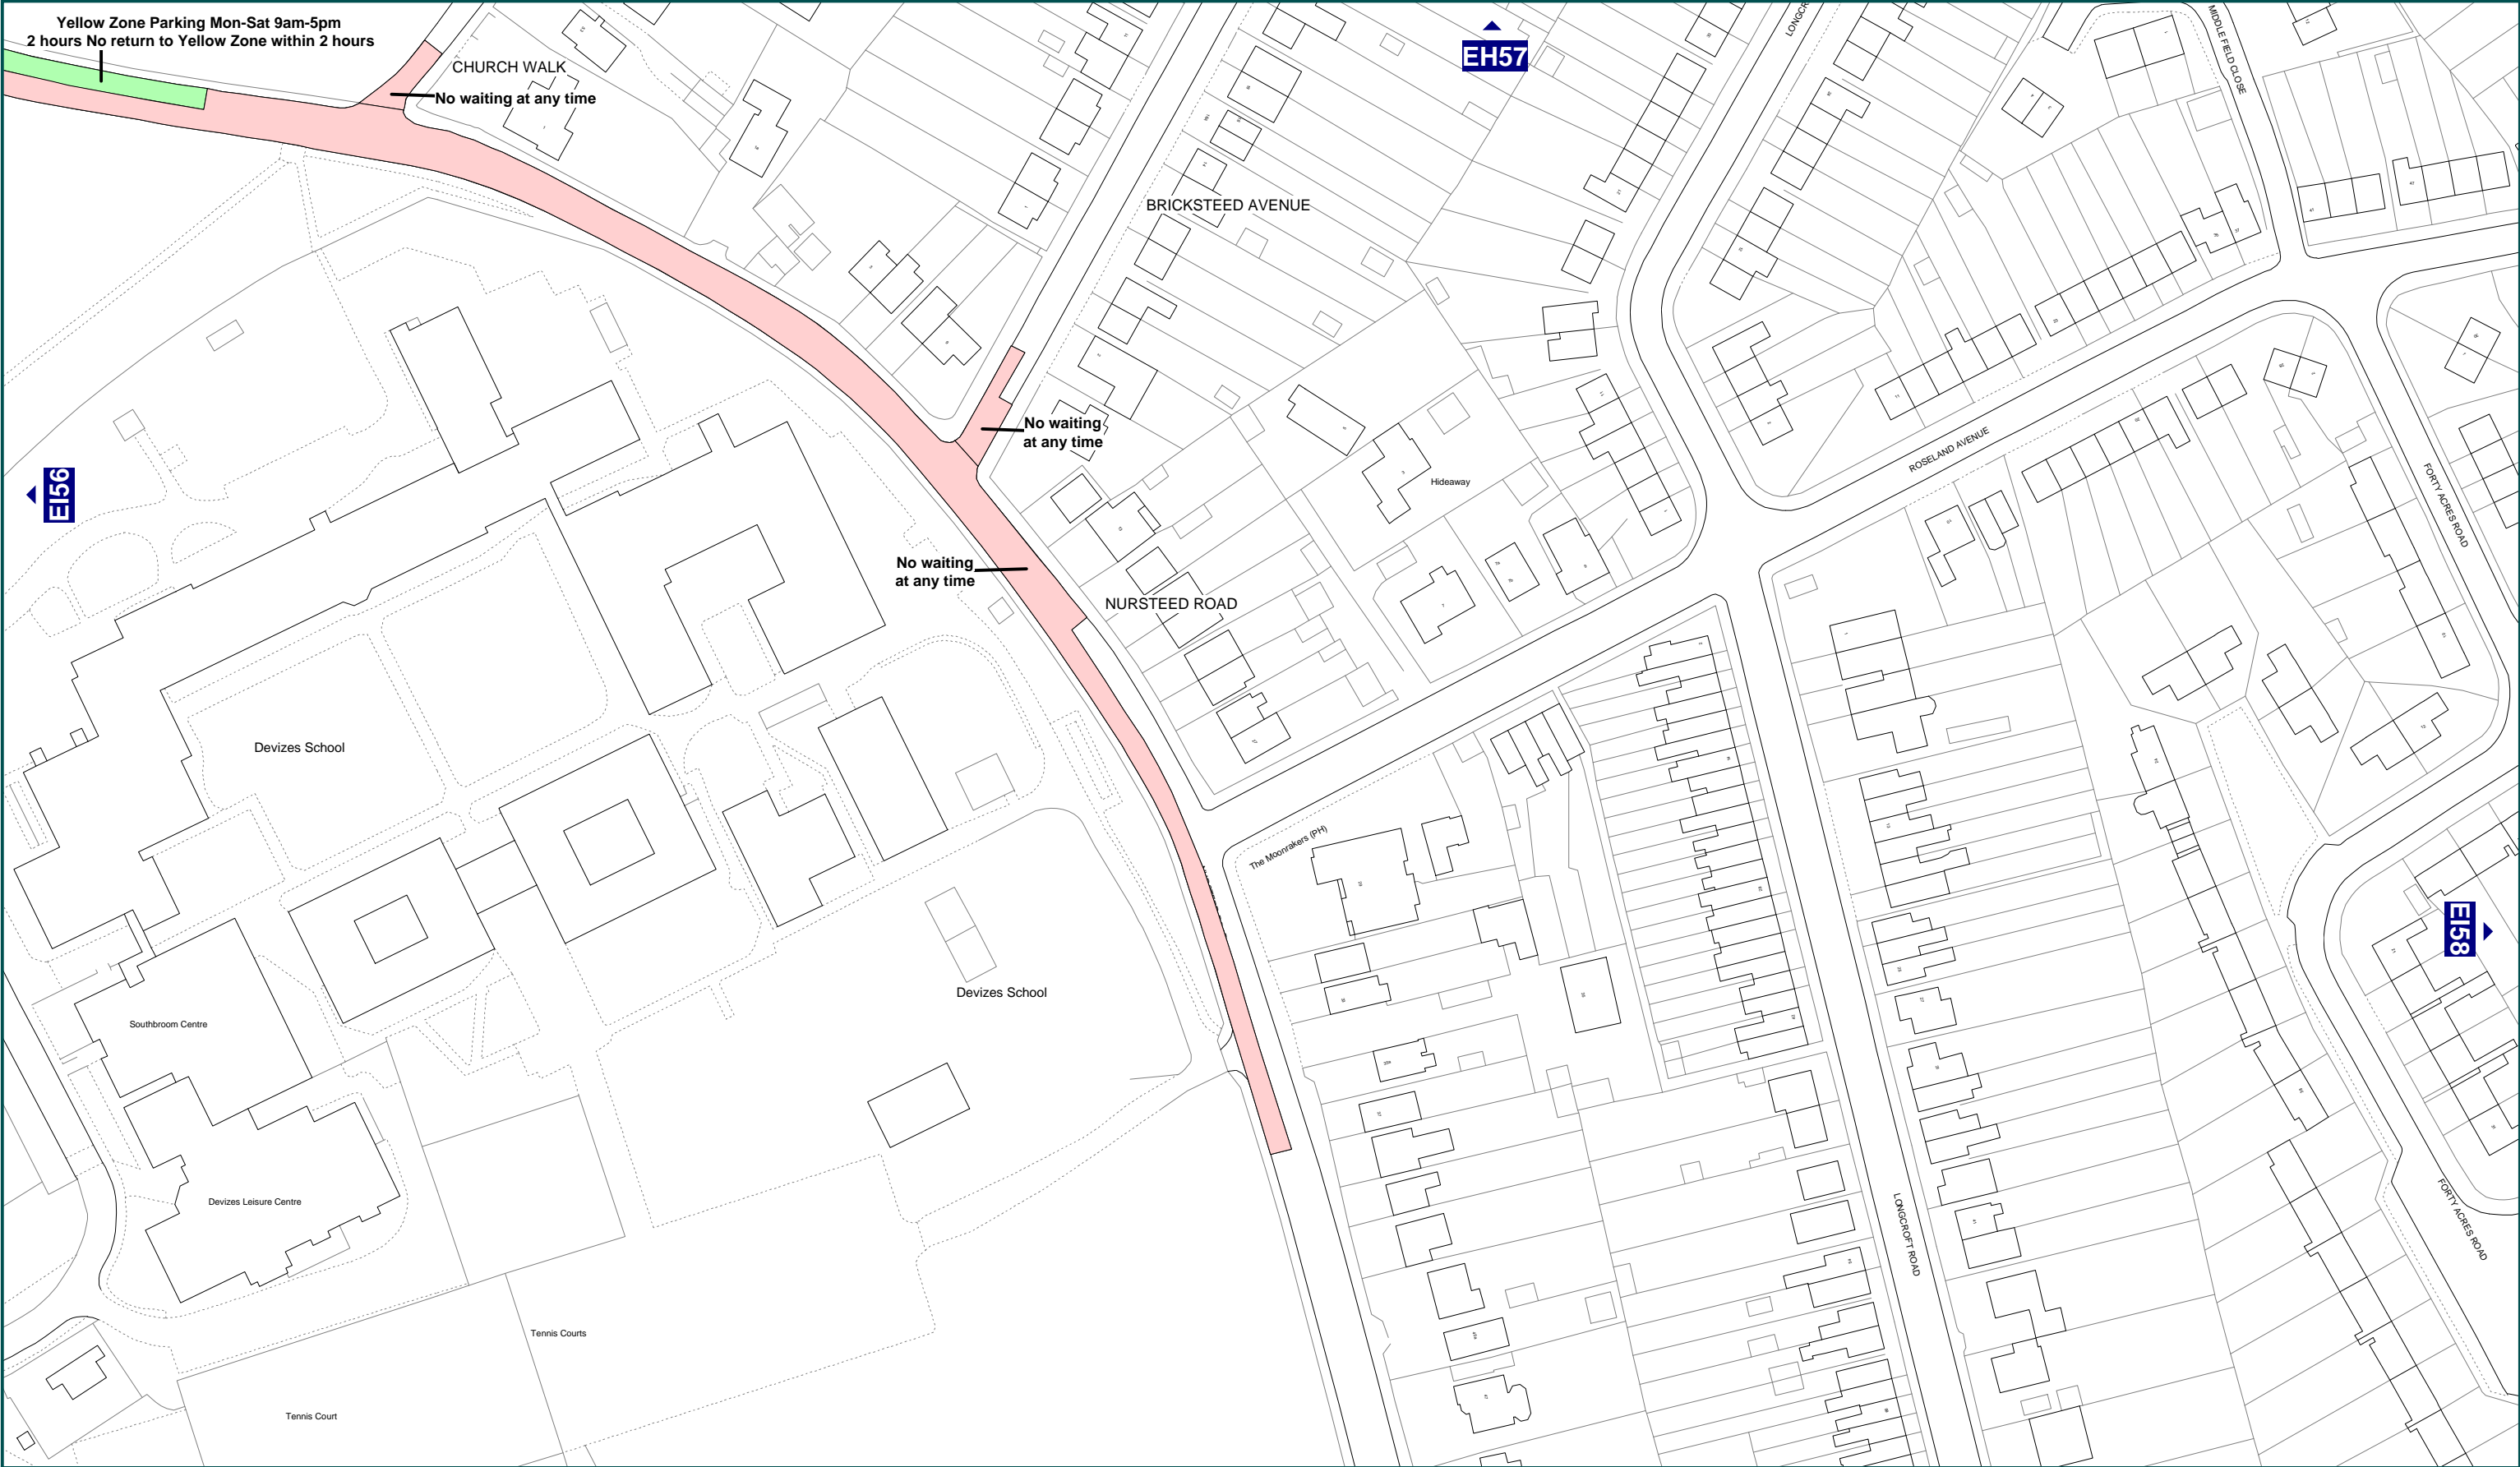 Yellow Zone Parking Mon-Sat 9am-5pm
2 hours No return to Yellow Zone within 2 hours
CHURCH WALK
No waiting at any time
EH57
MIDDLE FIELD CLOSE
BRICKSTEED AVENUE
No waiting
at any time
Hideaway
ROSELAND AVENUE
FORTY ACRES ROAD
EI56
No waiting
at any time
NURSTEED ROAD
Devizes School
The Moonrakers (PH)
EI58
Devizes School
Southbroom Centre
Devizes Leisure Centre
LONGCROFT ROAD
FORTY ACRES ROAD
Tennis Courts
Tennis Court